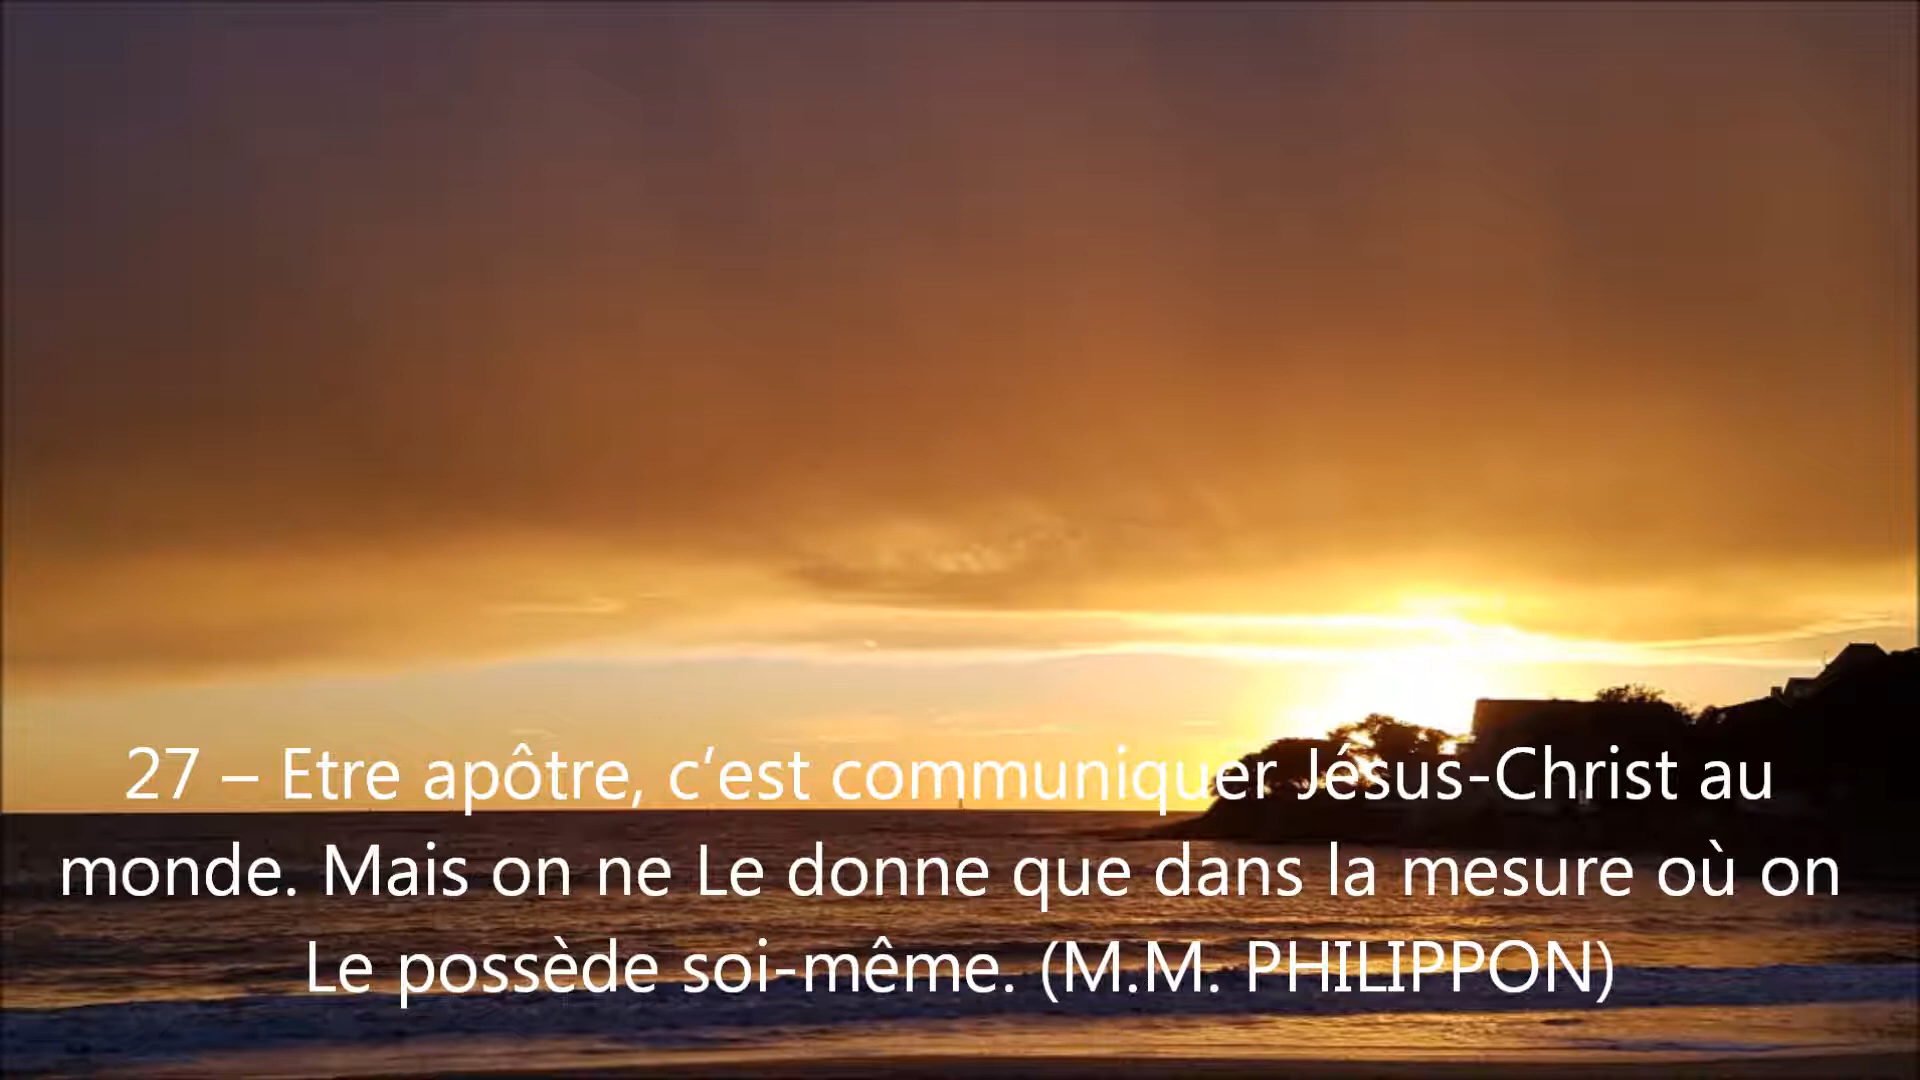 27 – Etre apôtre, c’est communiquer Jésus-Christ au
monde. Mais on ne Le donne que dans la mesure où on
Le possède soi-même. (M.M. PHILIPPON)